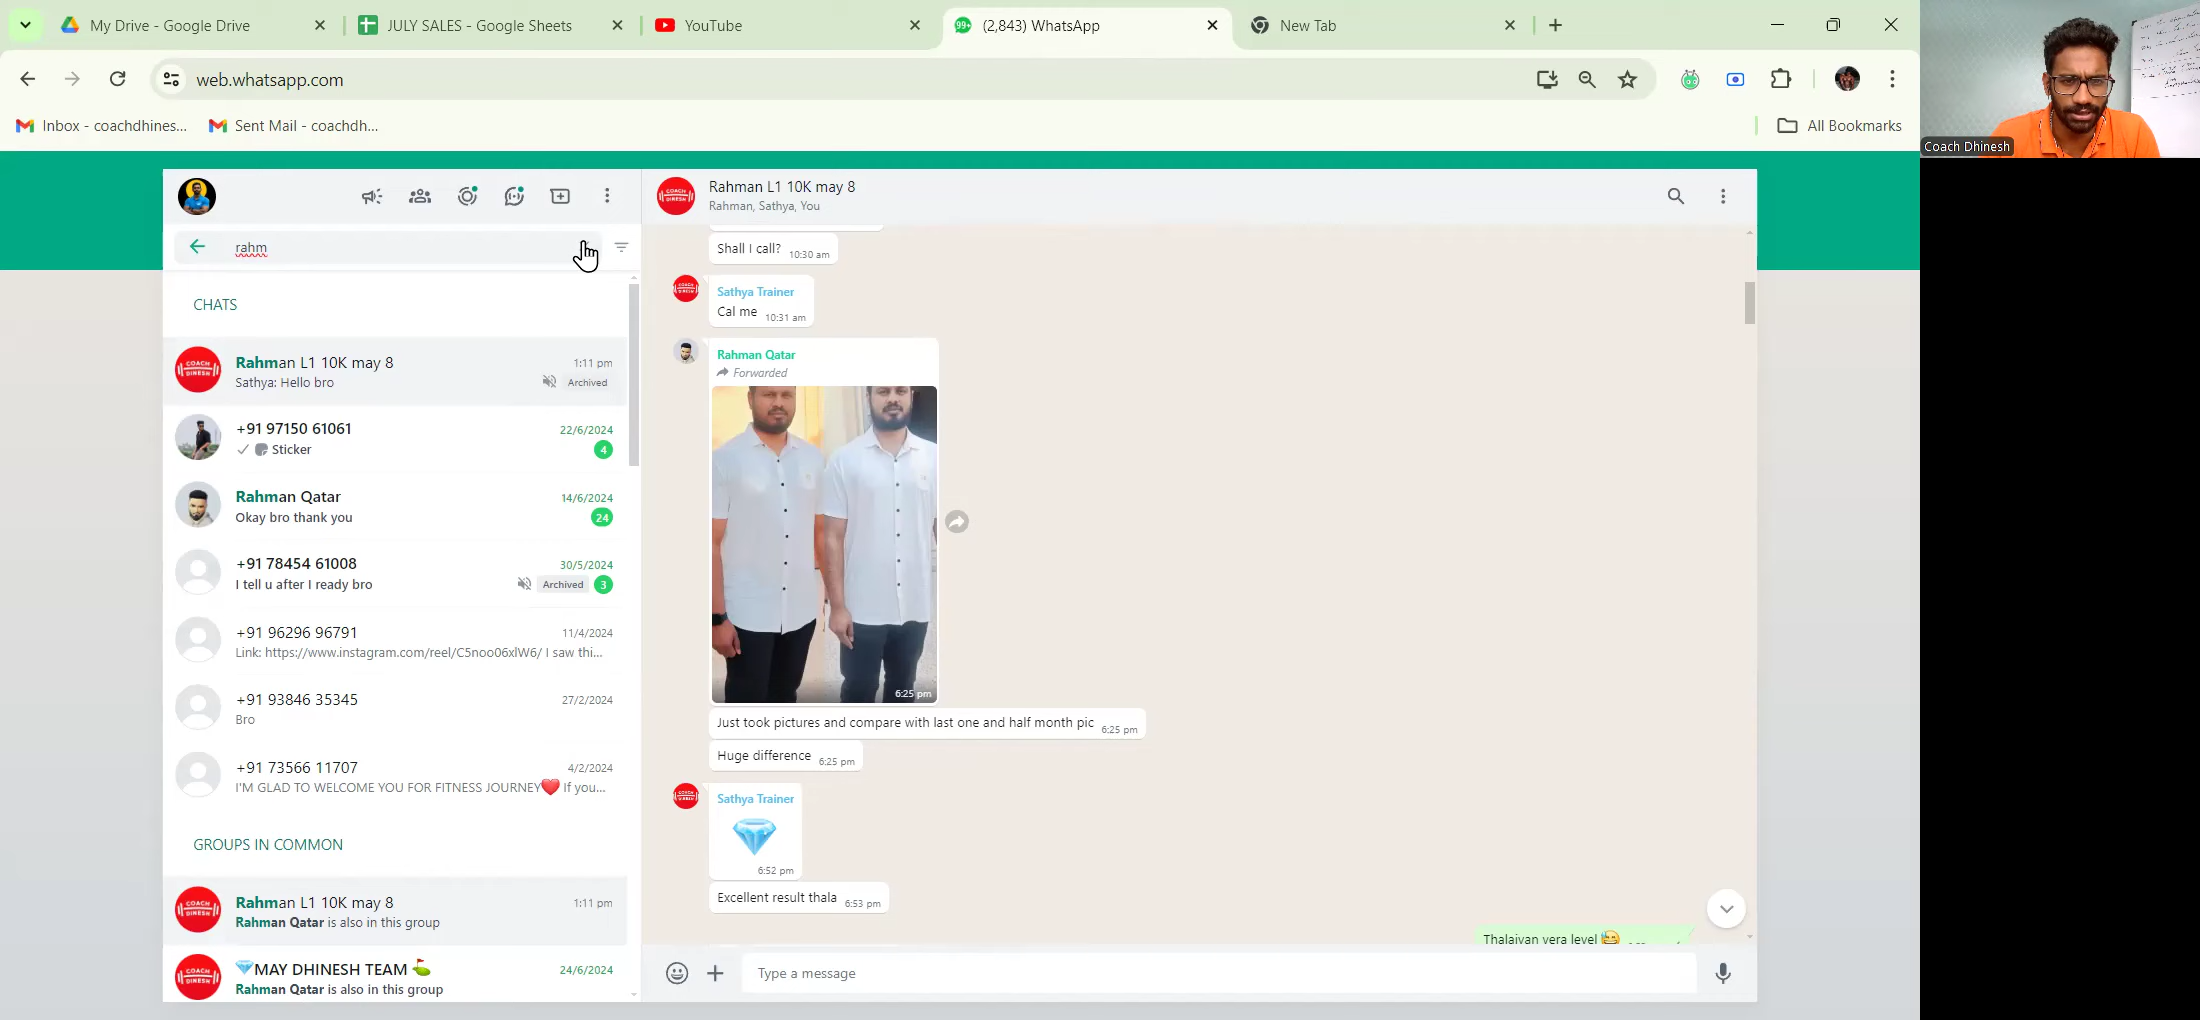 My Drive - Google Drive
JULY SALES - Google Sheets
YouTube
99+
(2,843) WhatsApp
New Tab
web.whatsapp.com
Inbox - coachdhines...
Sent Mail - coachdh...
All Bookmarks
Coach Dhinesh
rahm
CHATS
Rahman L1 10K may 8
1:11 pm
Sathya: Hello bro
Archived
+91 97150 61061
22/6/2024
Sticker
4
Rahman Qatar
14/6/2024
Okay bro thank you
24
+91 78454 61008
30/5/2024
I tell u after I ready bro
Archived
3
+91 96296 96791
11/4/2024
Link: https://www.instagram.com/reel/C5noo06xlW6/ I saw thi...
+91 93846 35345
27/2/2024
Bro
+91 73566 11707
4/2/2024
I'M GLAD TO WELCOME YOU FOR FITNESS JOURNEY❤️ If you...
GROUPS IN COMMON
Rahman L1 10K may 8
1:11 pm
Rahman Qatar is also in this group
💎MAY DHINESH TEAM ⛳
24/6/2024
Rahman Qatar is also in this group
COACH DINESH
Rahman L1 10K may 8
Rahman, Sathya, You
Shall I call? 10:30 am
Sathya Trainer
Cal me 10:31 am
Rahman Qatar
Forwarded
6:25 pm
Just took pictures and compare with last one and half month pic 6:25 pm
Huge difference 6:25 pm
Sathya Trainer
💎
6:52 pm
Excellent result thala 6:53 pm
Thalaivan vera level 😅
Type a message